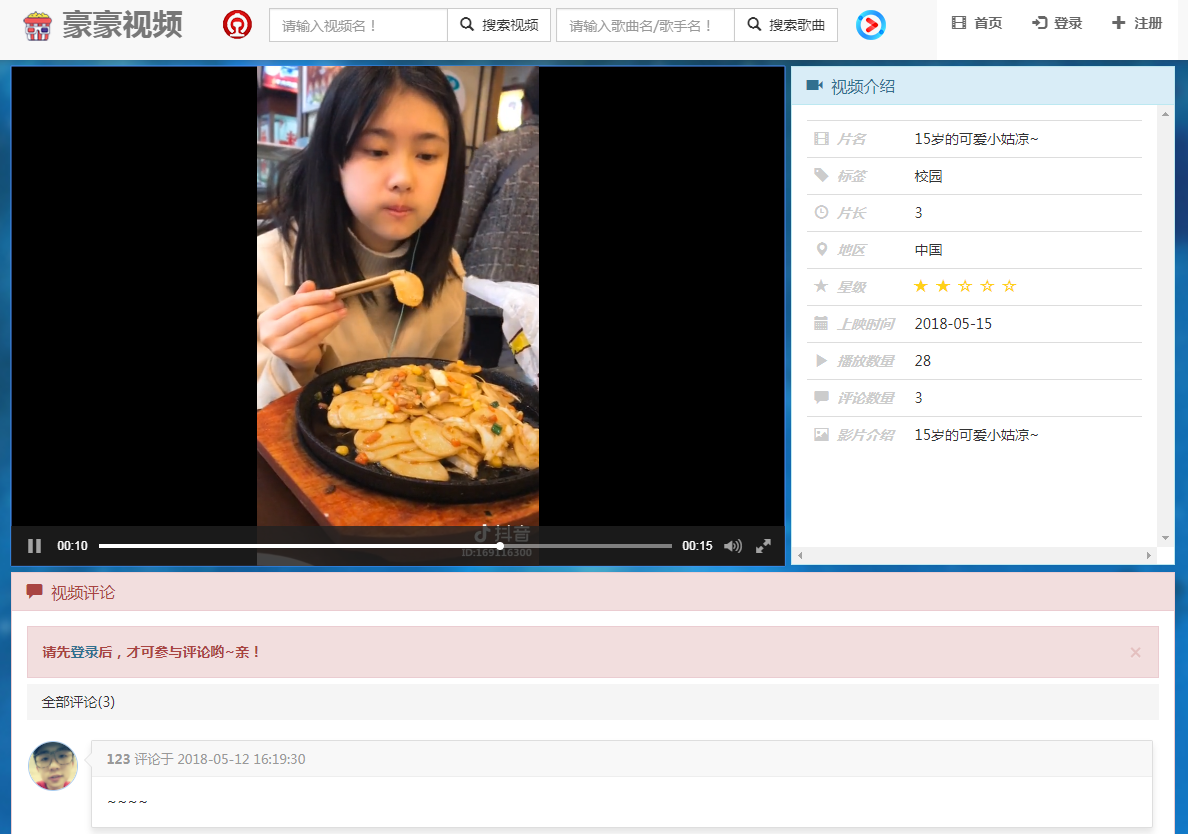 豪豪视频
请输入视频名！
搜索视频
请输入歌曲名/歌手名！
搜索歌曲
首页
登录
注册
视频介绍
片名 15岁的可爱小姑凉~
标签 校园
片长 3
地区 中国
星级
上映时间 2018-05-15
播放数量 28
评论数量 3
影片介绍 15岁的可爱小姑凉~
抖音
ID:169116300
00:10
00:15
视频评论
请先登录后，才可参与评论哟~亲！
×
全部评论(3)
123 评论于 2018-05-12 16:19:30
~~~~